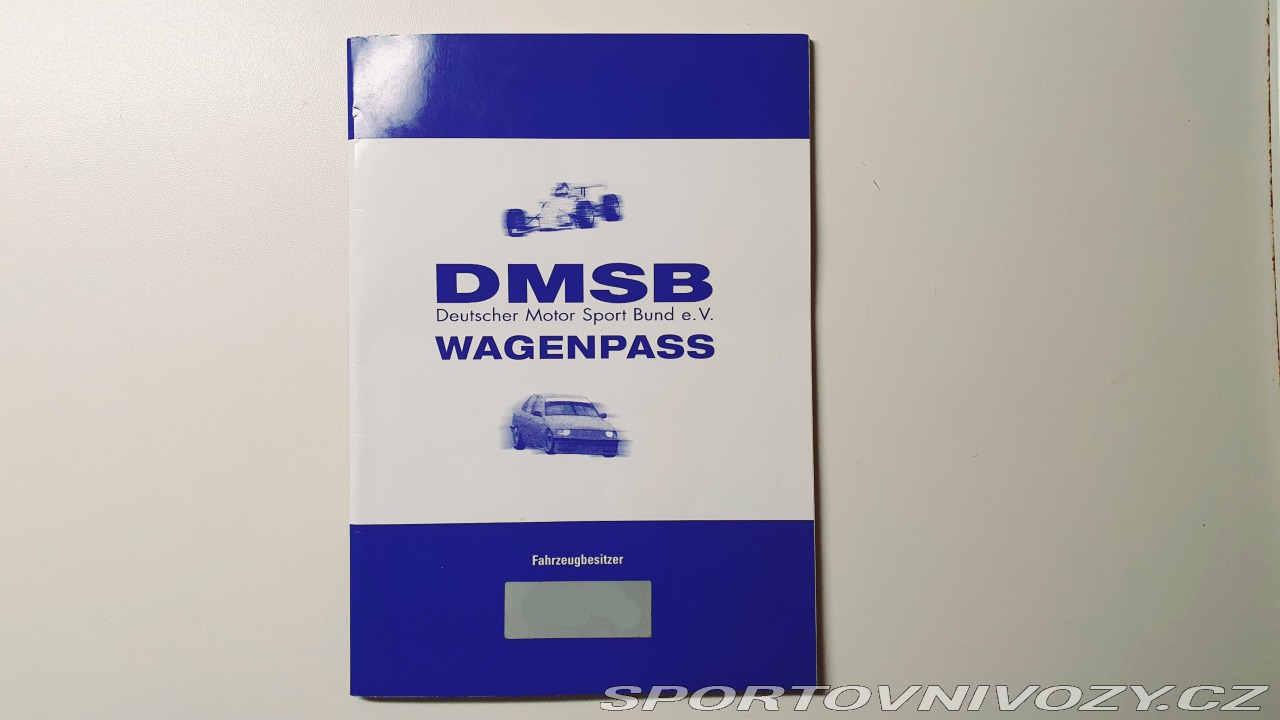 DMSB
Deutscher Motor Sport Bund e.V.
WAGENPASS
Fahrzeugbesitzer
SPORTOVNIVOZY.CZ